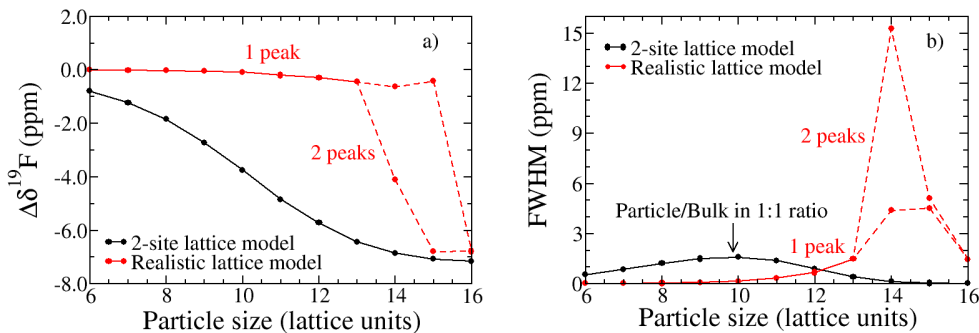 2.0
0.0
-2.0
-4.0
-6.0
-8.0
Δδ¹⁹F (ppm)
1 peak
a)
2 peaks
2-site lattice model
Realistic lattice model
6 8 10 12 14 16
Particle size (lattice units)
15
12
9
6
3
0
FWHM (ppm)
b)
2-site lattice model
Realistic lattice model
2 peaks
Particle/Bulk in 1:1 ratio
1 peak
6 8 10 12 14 16
Particle size (lattice units)